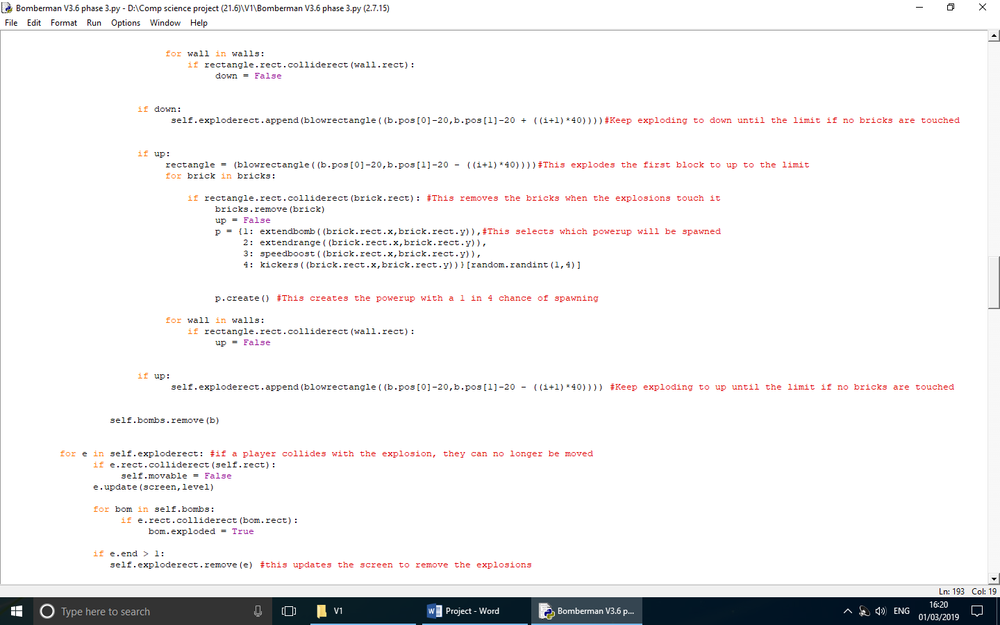 Bomberman V3.6 phase 3.py - D:\Comp science project (21.6)\V1\Bomberman V3.6 phase 3.py (2.7.15)
File Edit Format Run Options Window Help
for wall in walls:
if rectangle.rect.colliderect(wall.rect):
down = False
if down:
self.exploderect.append(blowrectangle((b.pos[0]-20,b.pos[1]-20 + ((i+1)*40))))#Keep exploding to down until the limit if no bricks are touched
if up:
rectangle = (blowrectangle((b.pos[0]-20,b.pos[1]-20 - ((i+1)*40))))#This explodes the first block to up to the limit
for brick in bricks:
if rectangle.rect.colliderect(brick.rect): #This removes the bricks when the explosions touch it
bricks.remove(brick)
up = False
p = {1: extendbomb((brick.rect.x,brick.rect.y)),#This selects which powerup will be spawned
2: extendrange((brick.rect.x,brick.rect.y)),
3: speedboost((brick.rect.x,brick.rect.y)),
4: kickers((brick.rect.x,brick.rect.y))}[random.randint(1,4)]
p.create() #This creates the powerup with a 1 in 4 chance of spawning
for wall in walls:
if rectangle.rect.colliderect(wall.rect):
up = False
if up:
self.exploderect.append(blowrectangle((b.pos[0]-20,b.pos[1]-20 - ((i+1)*40)))) #Keep exploding to up until the limit if no bricks are touched
self.bombs.remove(b)
for e in self.exploderect: #if a player collides with the explosion, they can no longer be moved
if e.rect.colliderect(self.rect):
self.movable = False
e.update(screen,level)
for bom in self.bombs:
if e.rect.colliderect(bom.rect):
bom.exploded = True
if e.end > 1:
self.exploderect.remove(e) #this updates the screen to remove the explosions
Ln: 193 Col: 19
Type here to search
V1
Project - Word
Bomberman V3.6 p...
ENG
16:20
01/03/2019